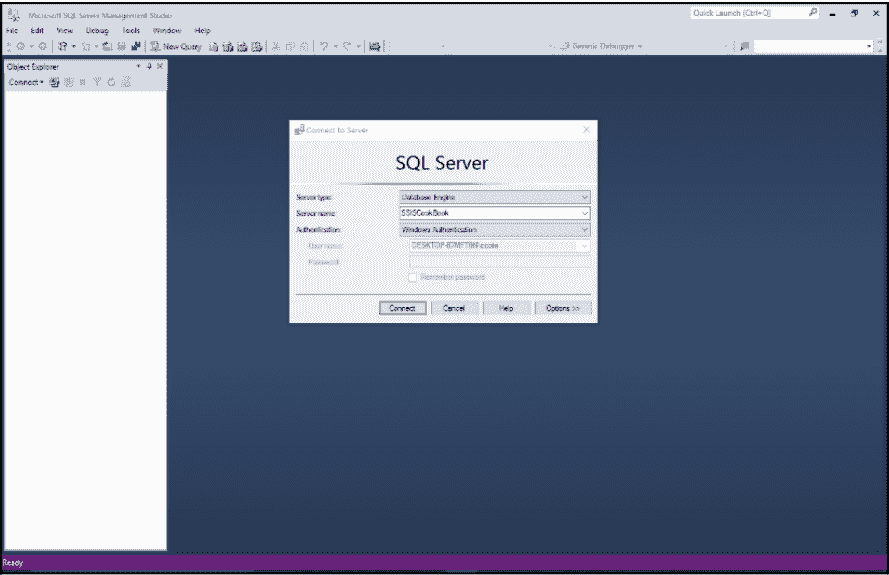 Microsoft SQL Server Management Studio
Quick Launch (Ctrl+Q)
File Edit View Debug Tools Window Help
New Query
Generic Debugger
Object Explorer
Connect
Connect to Server
SQL Server
Server type: Database Engine
Server name: SSISCookBook
Authentication: Windows Authentication
User name:
Password:
Remember password
Connect Cancel Help Options >>
Ready